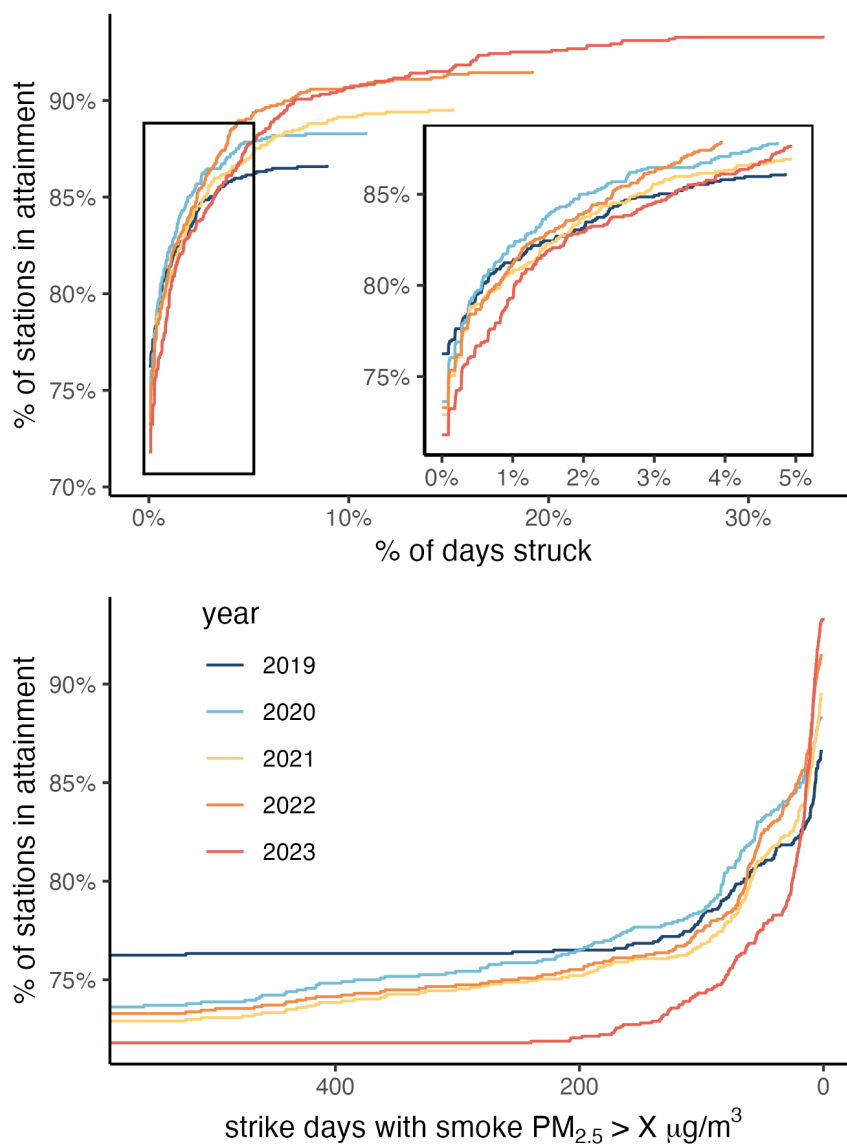 % of stations in attainment
90%
85%
80%
75%
70%
85%
80%
75%
0% 1% 2% 3% 4% 5%
0% 10% 20% 30%
% of days struck
% of stations in attainment
90%
85%
80%
75%
year
2019
2020
2021
2022
2023
400 200 0
strike days with smoke PM₂.₅ > X μg/m³